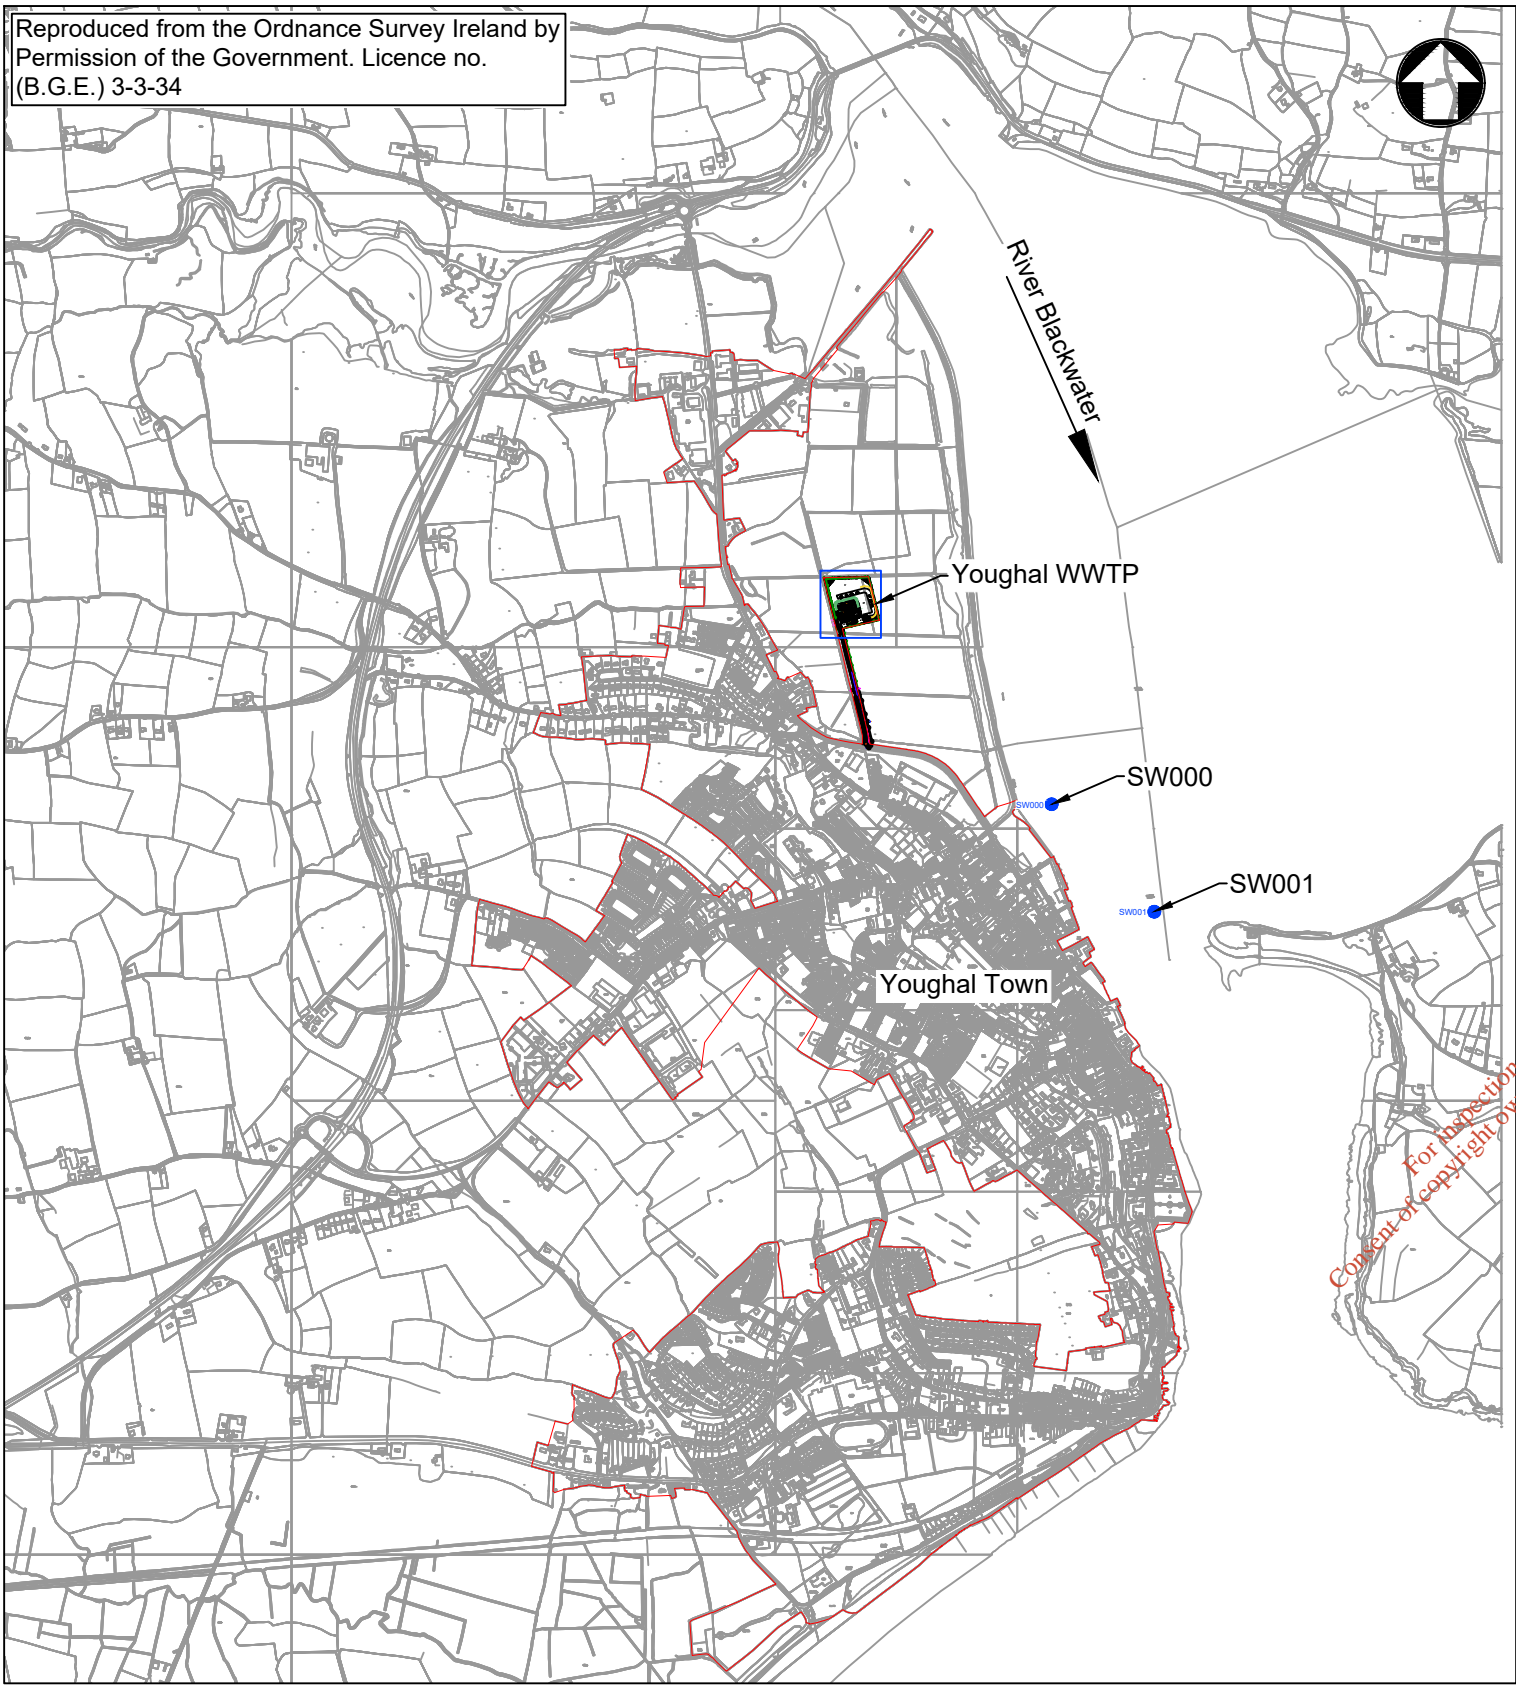 Reproduced from the Ordnance Survey Ireland by
Permission of the Government. Licence no.
(B.G.E.) 3-3-34
River Blackwater
Youghal WWTP
SW000
SW000
SW001
SW001
Youghal Town
For inspection
Consent of copyright